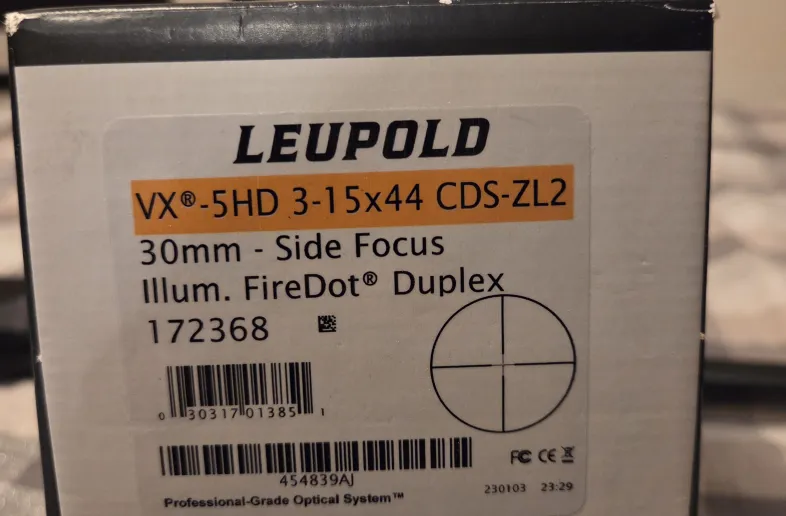 LEUPOLD
VX®-5HD 3-15x44 CDS-ZL2
30mm - Side Focus
Illum. FireDot® Duplex
172368
0 30317 01385 1
454839AJ
FC CE
Professional-Grade Optical System™
230103 23:29